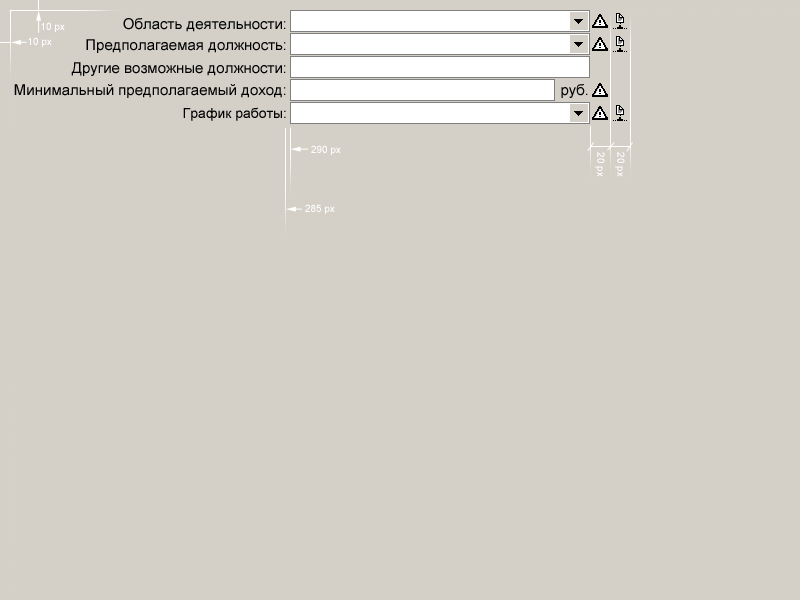 Область деятельности:
10 px
10 px
Предполагаемая должность:
Другие возможные должности:
Минимальный предполагаемый доход: руб.
График работы:
290 px
20 px
20 px
285 px